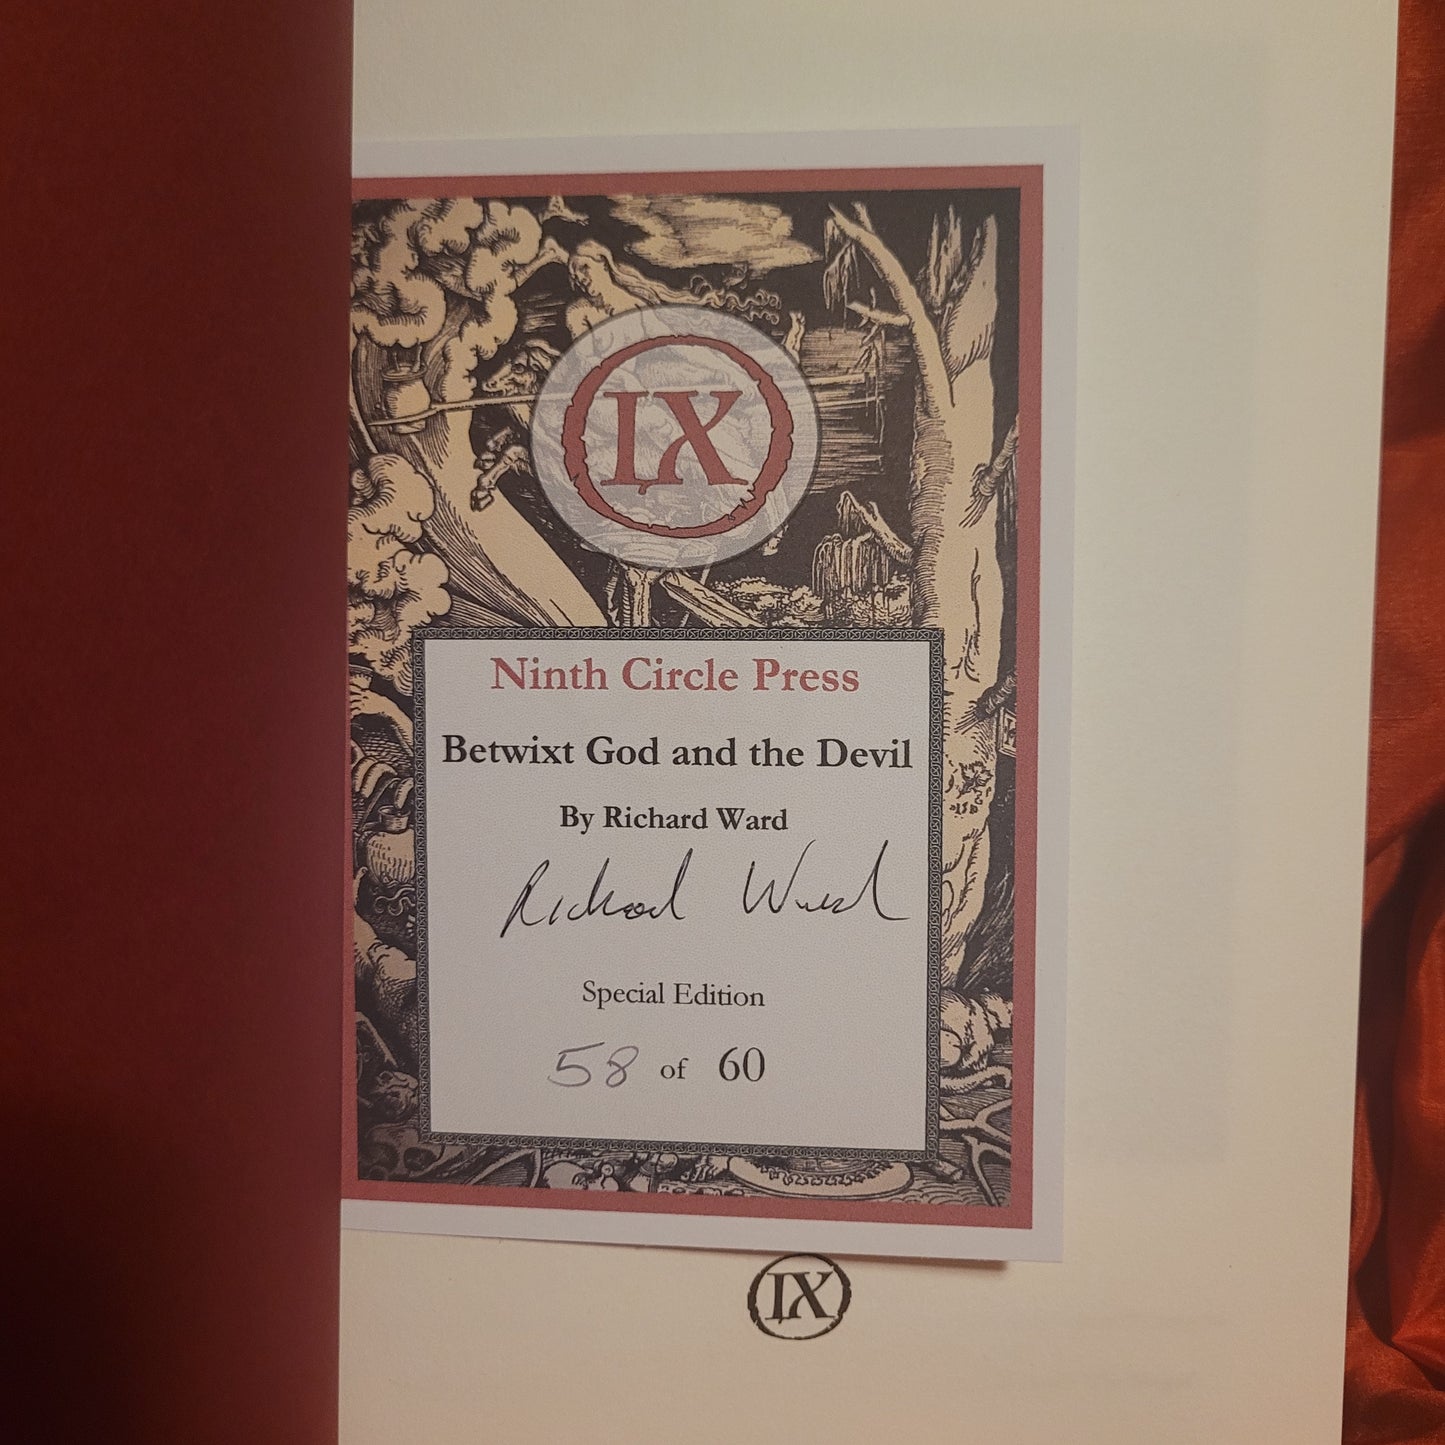 IX
Ninth Circle Press
Betwixt God and the Devil
By Richard Ward
Richard Ward
Special Edition
58 of 60
IX